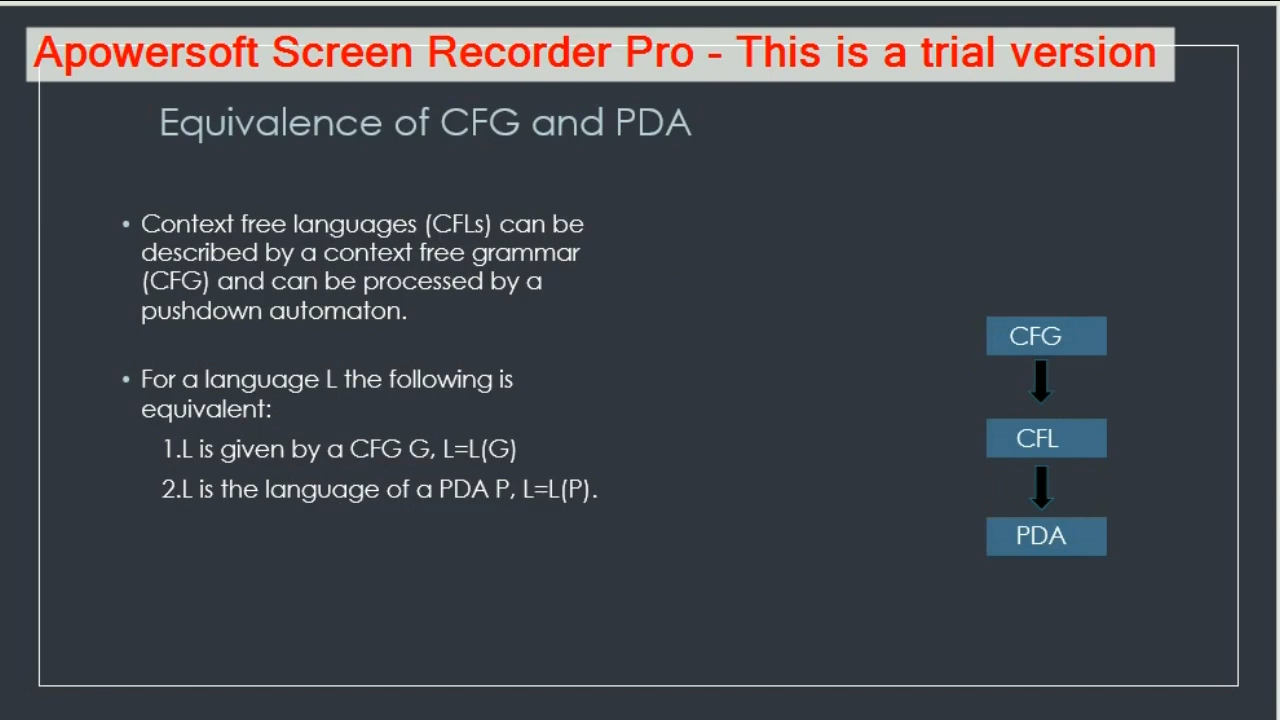 Apowersoft Screen Recorder Pro - This is a trial version
Equivalence of CFG and PDA
• Context free languages (CFLs) can be
described by a context free grammar
(CFG) and can be processed by a
pushdown automaton.
• For a language L the following is
equivalent:
1.L is given by a CFG G, L=L(G)
2.L is the language of a PDA P, L=L(P).
CFG
CFL
PDA